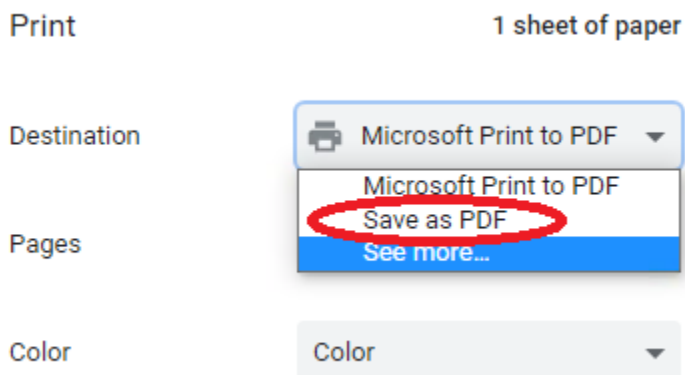 Print 1 sheet of paper
Destination Microsoft Print to PDF
Microsoft Print to PDF
Save as PDF
Pages
See more...
Color Color